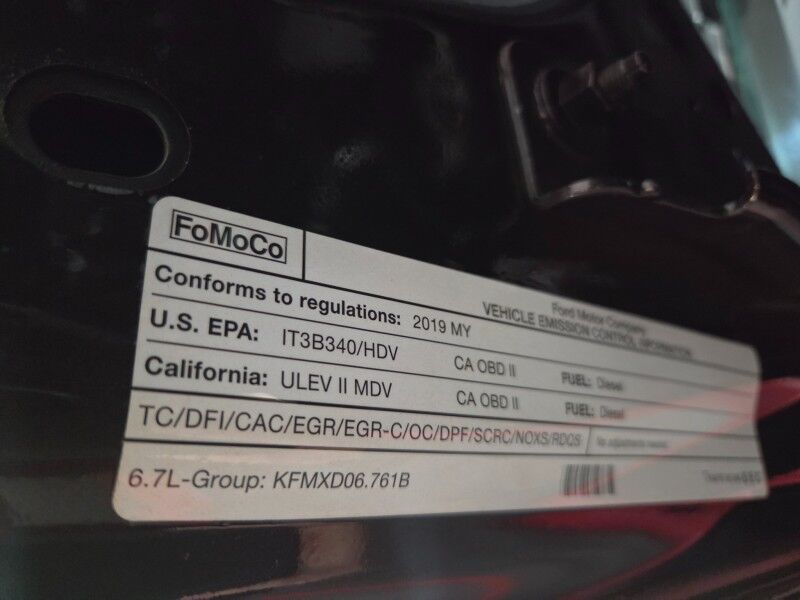 FoMoCo
Ford Motor Company
VEHICLE EMISSION CONTROL INFORMATION
Conforms to regulations: 2019 MY
U.S. EPA: IT3B340/HDV CA OBD II FUEL: Diesel
California: ULEV II MDV CA OBD II FUEL: Diesel
TC/DFI/CAC/EGR/EGR-C/OC/DPF/SCRC/NOXS/RDQS No adjustments needed.
6.7L-Group: KFMXD06.761B